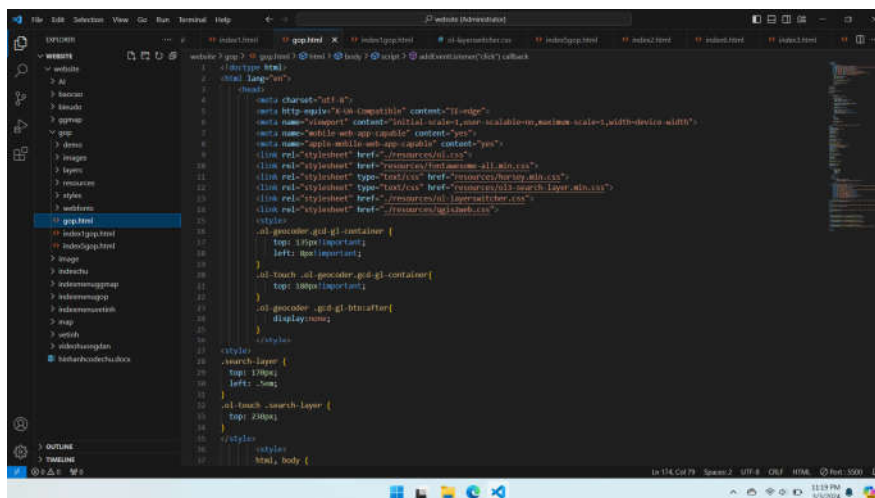 File Edit Selection View Go Run Terminal Help
website [Administrator]
EXPLORER
index1.html
gop.html
index1gop.html
ol-layerswitcher.css
index5gop.html
index2.html
WEBSITE
website
AI
baocao
ggmap
gop
demo
images
layers
resources
styles
webfonts
gop.html
index1gop.html
index5gop.html
image
indexchu
indexmenuggmap
indexmenugop
indexmenuvetinh
map
vetinh
videohuongdan
hinhanhcodechu.docx
OUTLINE
TIMELINE
website > gop > gop.html > html > body > script > addEventListener("click") callback
1 <!doctype html>
2 <html lang="en">
3 <head>
4 <meta charset="utf-8">
5 <meta http-equiv="X-UA-Compatible" content="IE=edge">
6 <meta name="viewport" content="initial-scale=1,user-scalable=no,maximum-scale=1,width=device-width">
7 <meta name="mobile-web-app-capable" content="yes">
8 <meta name="apple-mobile-web-app-capable" content="yes">
9 <link rel="stylesheet" href="./resources/ol.css">
10 <link rel="stylesheet" href="resources/fontawesome-all.min.css">
11 <link rel="stylesheet" type="text/css" href="resources/horsey.min.css">
12 <link rel="stylesheet" type="text/css" href="resources/ol3-search-layer.min.css">
13 <link rel="stylesheet" href="./resources/ol-layerswitcher.css">
14 <link rel="stylesheet" href="./resources/qgis2web.css">
15 <style>
16 .ol-geocoder.gcd-gl-container {
17 top: 135px!important;
18 left: 8px!important;
19 }
20 .ol-touch .ol-geocoder.gcd-gl-container{
21 top: 180px!important;
22 }
23 .ol-geocoder .gcd-gl-btn:after{
24 display:none;
25 }
26 </style>
27 <style>
28 .search-layer {
29 top: 170px;
30 left: .5em;
31 }
32 .ol-touch .search-layer {
33 top: 230px;
34 }
35 </style>
36 <style>
37 html, body {
Ln 174, Col 79 Spaces: 2 UTF-8 CRLF HTML Port : 5500
11:19 PM